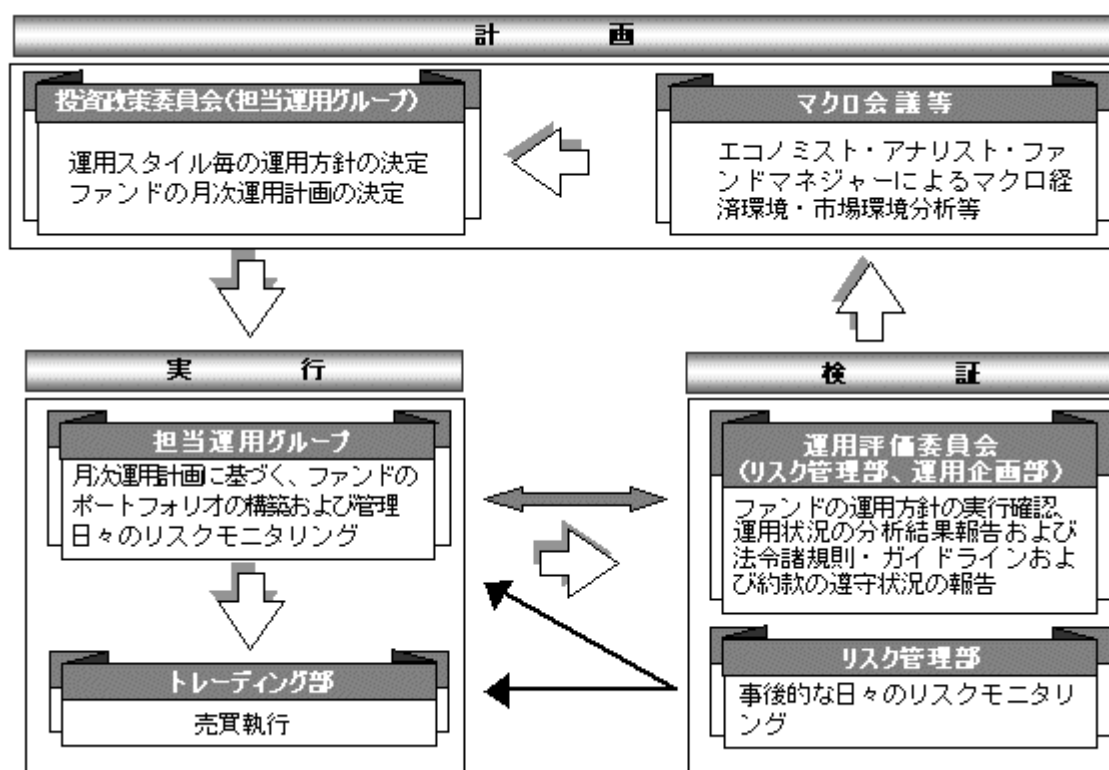 計画
投資政策委員会(担当運用グループ)
運用スタイル毎の運用方針の決定
ファンドの月次運用計画の決定
マクロ会議等
エコノミスト・アナリスト・ファ
ンドマネジャーによるマクロ経
済環境・市場環境分析等
実行
担当運用グループ
月次運用計画に基づく、ファンドの
ポートフォリオの構築および管理
日々のリスクモニタリング
トレーディング部
売買執行
検証
運用評価委員会
(リスク管理部、運用企画部)
ファンドの運用方針の実行確認、
運用状況の分析結果報告および
法令諸規則・ガイドラインおよ
び約款の遵守状況の報告
リスク管理部
事後的な日々のリスクモニタリ
ング